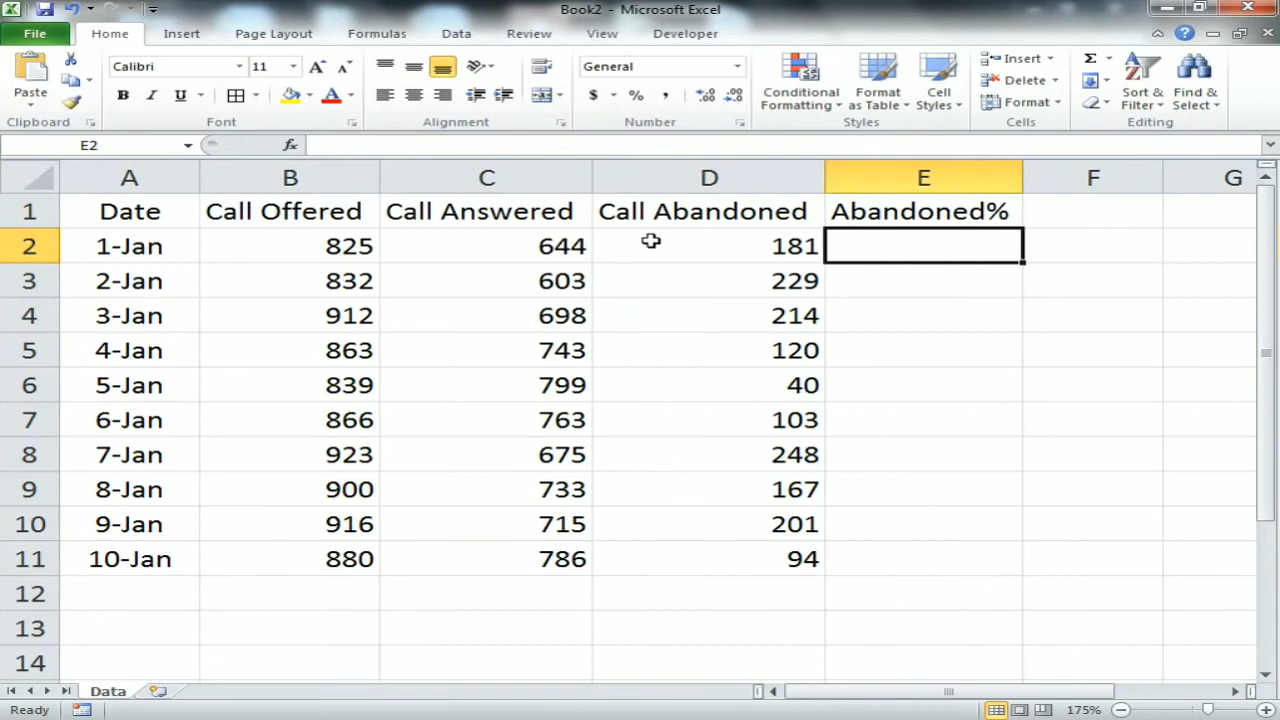 Book2 - Microsoft Excel
File Home Insert Page Layout Formulas Data Review View Developer
Paste
Calibri 11
B I U A A A
General
$ % ,
Conditional Formatting
Format as Table
Cell Styles
Insert
Delete
Format
Σ
Sort & Filter
Find & Select
Clipboard Font Alignment Number Styles Cells Editing
E2 fx
A B C D E F G
1 Date Call Offered Call Answered Call Abandoned Abandoned%
2 1-Jan 825 644 181
3 2-Jan 832 603 229
4 3-Jan 912 698 214
5 4-Jan 863 743 120
6 5-Jan 839 799 40
7 6-Jan 866 763 103
8 7-Jan 923 675 248
9 8-Jan 900 733 167
10 9-Jan 916 715 201
11 10-Jan 880 786 94
12
13
14
Data
Ready 175%